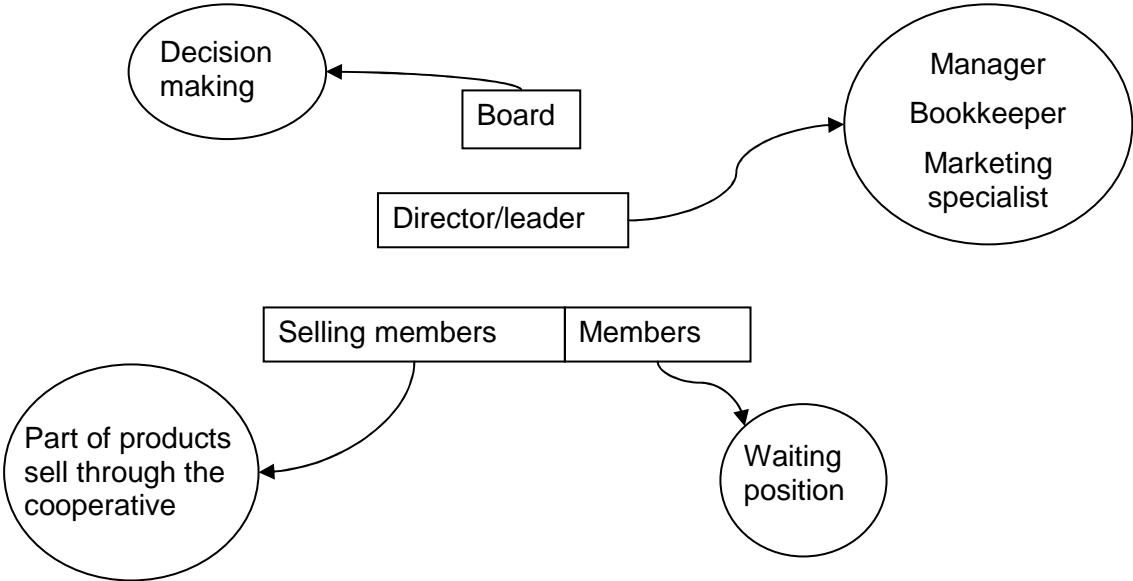 Decision
making
Board
Manager
Bookkeeper
Marketing
specialist
Director/leader
Selling members
Members
Part of products
sell through the
cooperative
Waiting
position